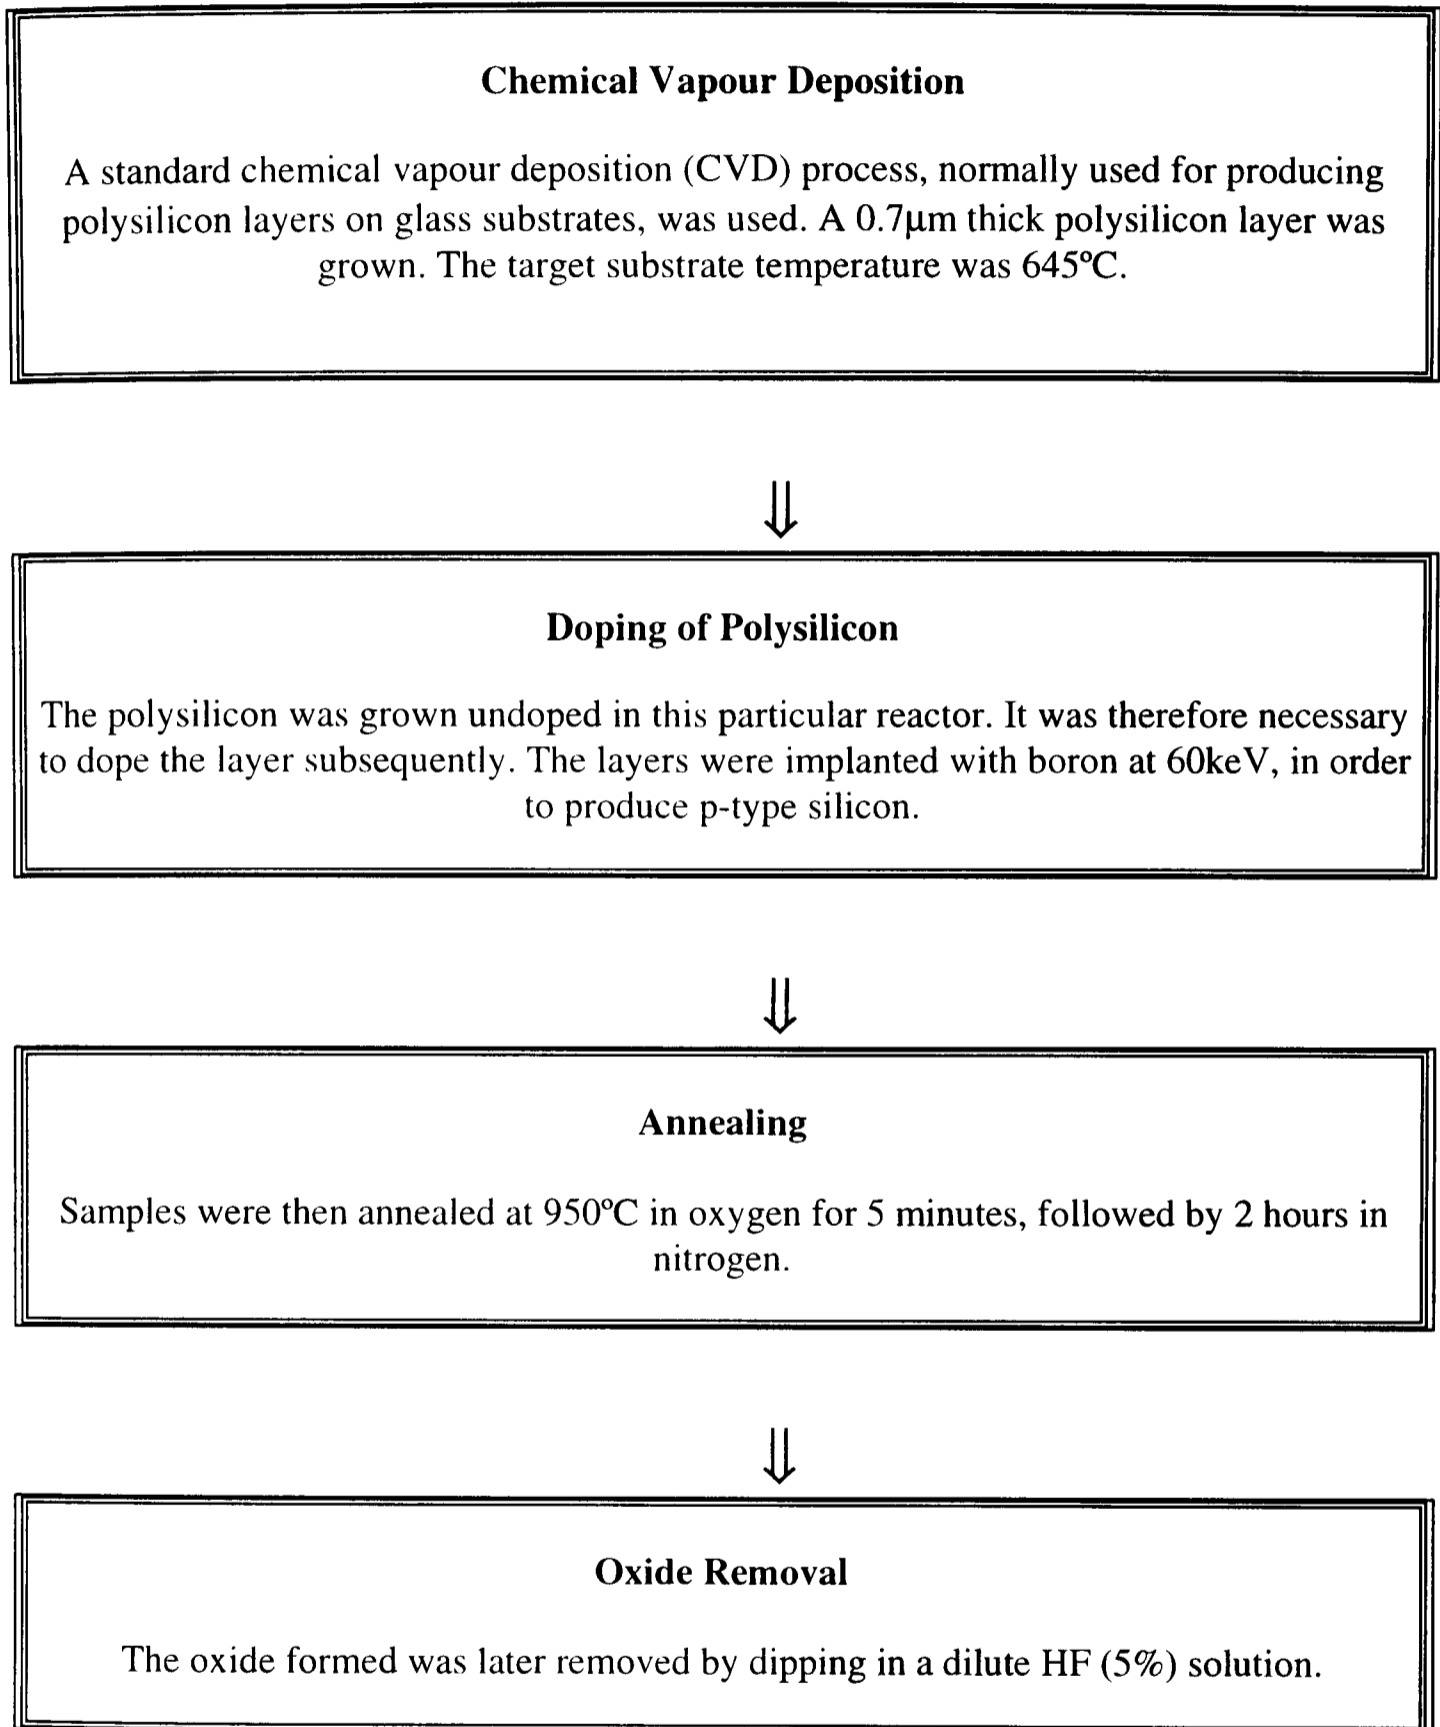 Chemical Vapour Deposition
A standard chemical vapour deposition (CVD) process, normally used for producing
polysilicon layers on glass substrates, was used. A 0.7μm thick polysilicon layer was
grown. The target substrate temperature was 645ºC.
⇓
Doping of Polysilicon
The polysilicon was grown undoped in this particular reactor. It was therefore necessary
to dope the layer subsequently. The layers were implanted with boron at 60keV, in order
to produce p-type silicon.
⇓
Annealing
Samples were then annealed at 950ºC in oxygen for 5 minutes, followed by 2 hours in
nitrogen.
⇓
Oxide Removal
The oxide formed was later removed by dipping in a dilute HF (5%) solution.